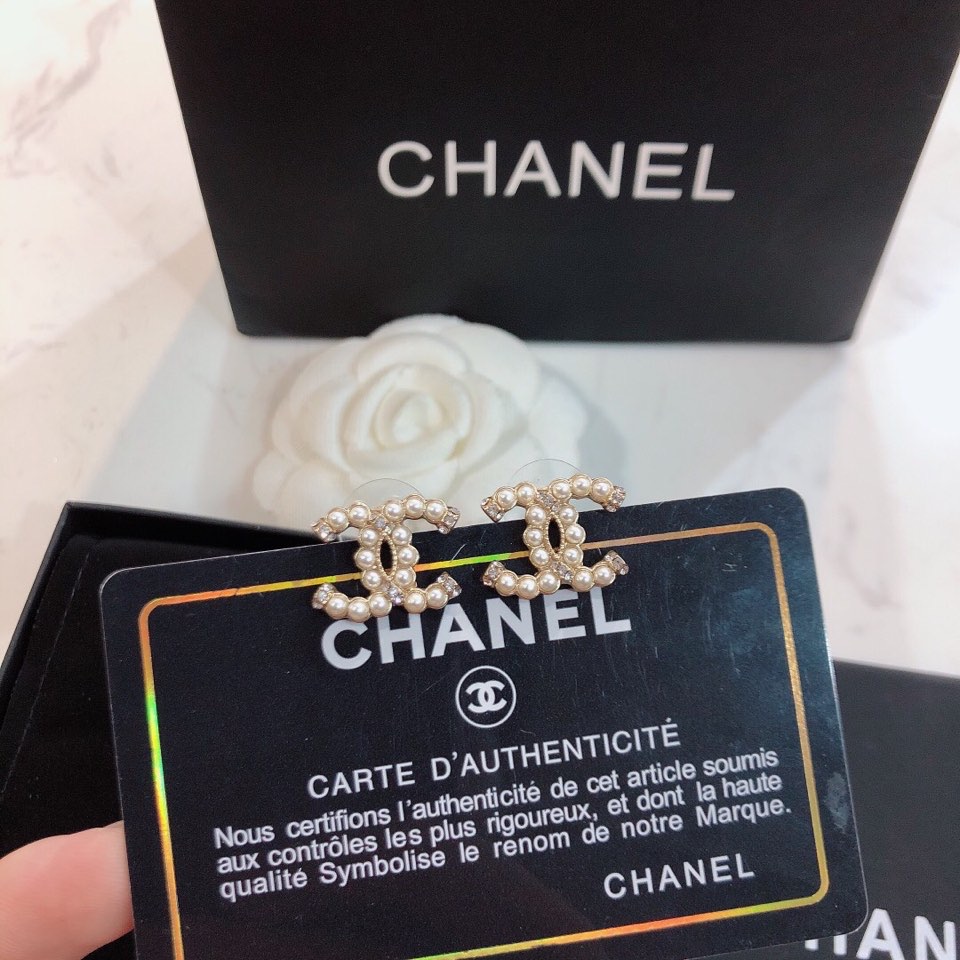 CHANEL
CHANEL
CARTE D'AUTHENTICITÉ
Nous certifions l'authenticité de cet article soumis
aux contrôles les plus rigoureux, et dont la haute
qualité Symbolise le renom de notre Marque.
CHANEL